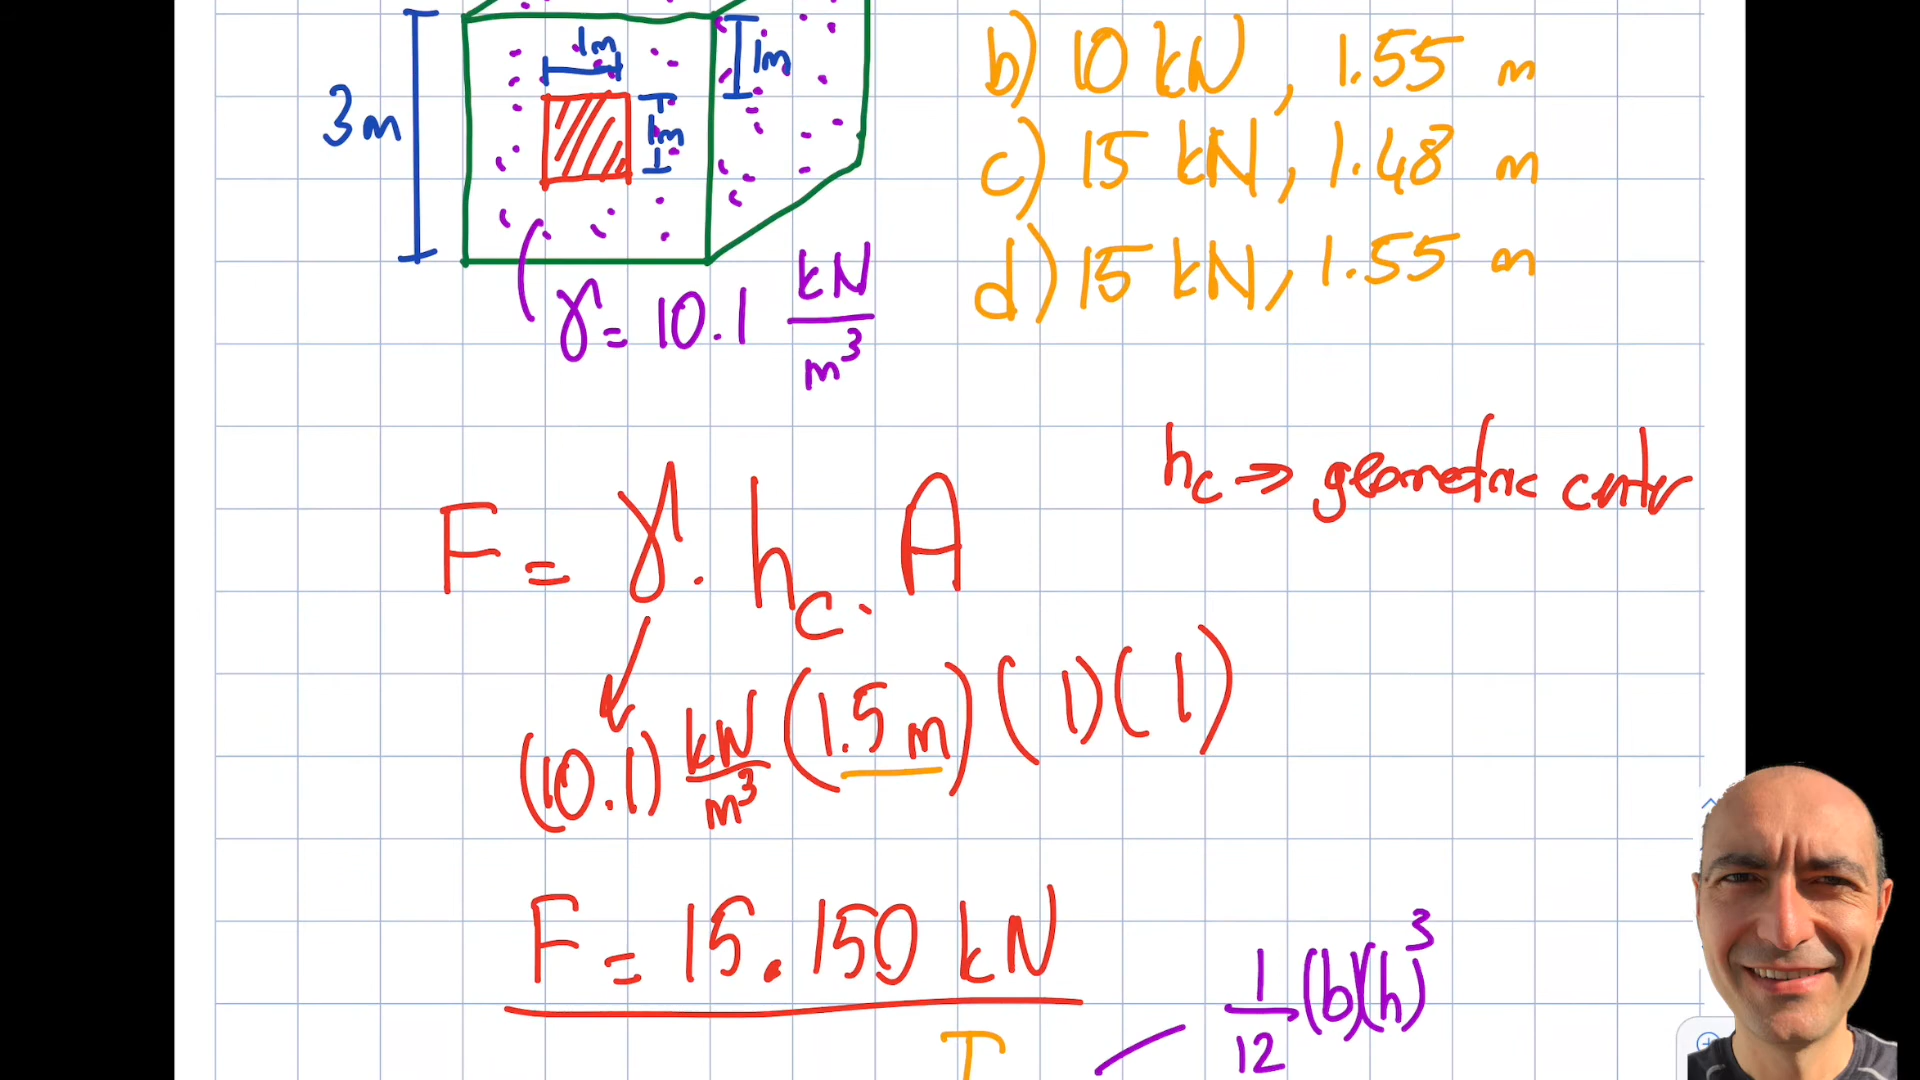 1m
1m
3m
1m
γ = 10.1 kN/m³
b) 10 kN, 1.55 m
c) 15 kN, 1.48 m
d) 15 kN, 1.55 m
hc → geometric center
F = γ . hc . A
(10.1) kN/m³ (1.5 m) (1)(1)
F = 15.150 kN
1/12 (b)(h)³
I